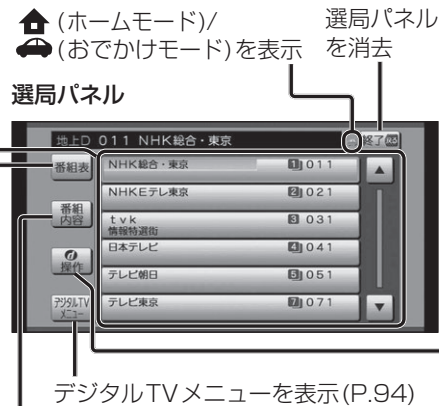 (ホームモード)/
(おでかけモード)を表示
選局パネル
を消去
選局パネル
地上D 011 NHK総合・東京
終了
番組表
NHK総合・東京 1 011
NHKEテレ東京 2 021
番組
内容
tvk 3 031
情報特選街
日本テレビ 4 041
d
操作
テレビ朝日 5 051
デジタルTV
メニュー
テレビ東京 7 071
デジタルTVメニューを表示(P.94)